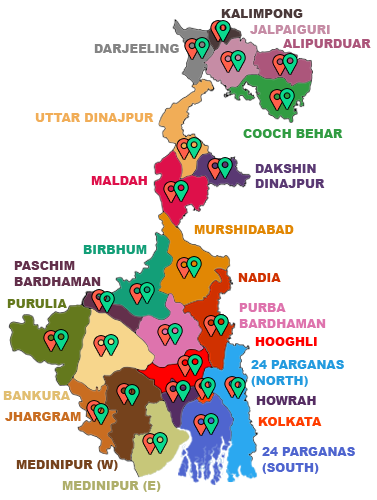 KALIMPONG
JALPAIGURI
DARJEELING
ALIPURDUAR
UTTAR DINAJPUR
COOCH BEHAR
MALDAH
DAKSHIN
DINAJPUR
MURSHIDABAD
BIRBHUM
PASCHIM
BARDHAMAN
NADIA
PURULIA
PURBA
BARDHAMAN
HOOGHLI
24 PARGANAS
(NORTH)
BANKURA
HOWRAH
JHARGRAM
KOLKATA
24 PARGANAS
(SOUTH)
MEDINIPUR (W)
MEDINIPUR (E)